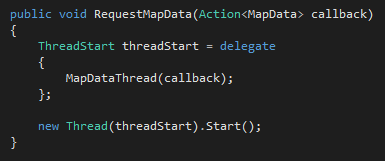 public void RequestMapData(Action<MapData> callback)
{
    ThreadStart threadStart = delegate
    {
        MapDataThread(callback);
    };

    new Thread(threadStart).Start();
}